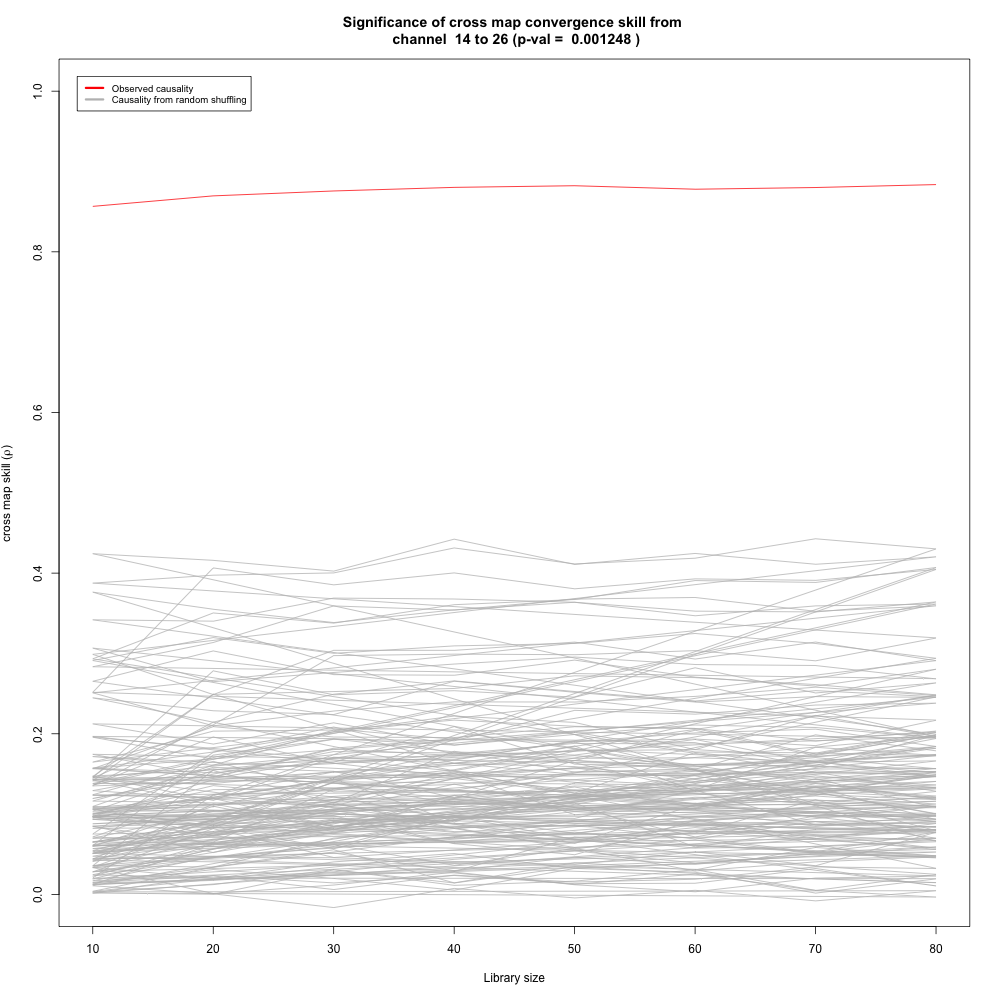 Significance of cross map convergence skill from
channel  14 to 26 (p-val =  0.001248 )
Observed causality
Causality from random shuffling
cross map skill (ρ)
1.0
0.8
0.6
0.4
0.2
0.0
10 20 30 40 50 60 70 80
Library size